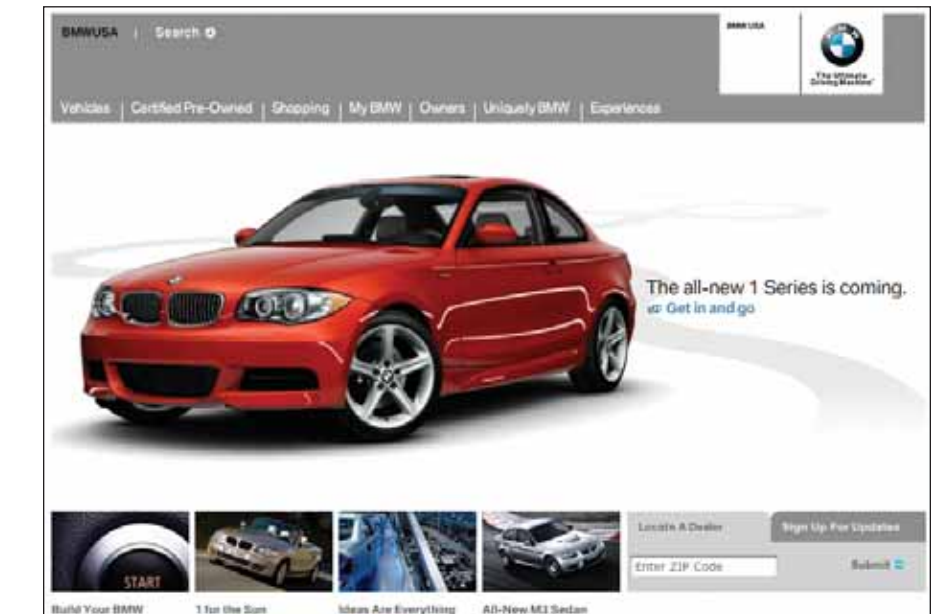 BMWUSA | Search
BMW USA
The Ultimate
Driving Machine®
Vehicles | Certified Pre-Owned | Shopping | My BMW | Owners | Uniquely BMW | Experiences
The all-new 1 Series is coming.
Get in and go
START
Locate A Dealer
Sign Up For Updates
Enter ZIP Code
Submit
Build Your BMW
1 for the Sun
Ideas Are Everything
All-New M3 Sedan